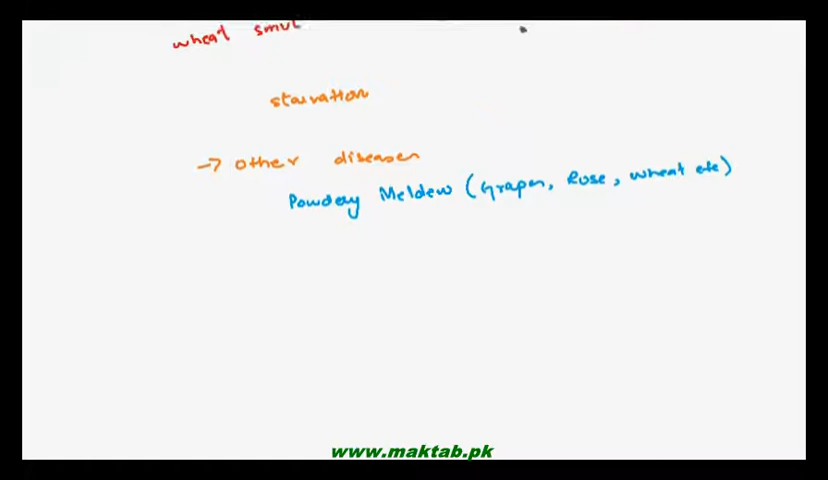 wheat smut
starvation
→ other diseases
Powdery Meldew (Grapes, Rose, wheat etc)
www.maktab.pk